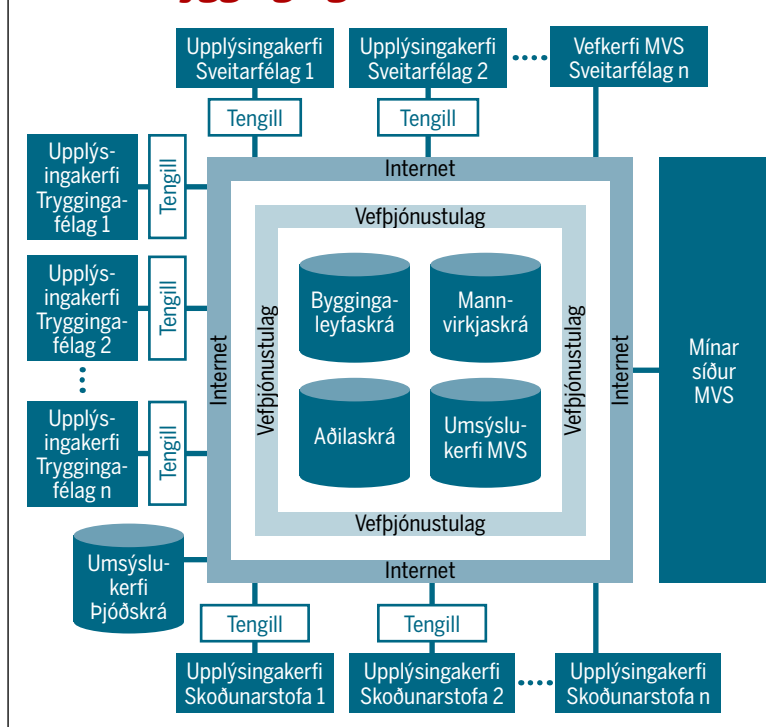 Upplýsingakerfi
Sveitarfélag 1
Upplýsingakerfi
Sveitarfélag 2
Vefkerfi MVS
Sveitarfélag n
Tengill
Tengill
Upplýs-
ingakerfi
Trygginga-
félag 1
Tengill
Upplýs-
ingakerfi
Trygginga-
félag 2
Tengill
Upplýs-
ingakerfi
Trygginga-
félag n
Tengill
Umsýslu-
kerfi
Þjóðskrá
Internet
Internet
Vefþjónustulag
Vefþjónustulag
Bygginga-
leyfaskrá
Mann-
virkjaskrá
Aðilaskrá
Umsýslu-
kerfi MVS
Vefþjónustulag
Internet
Vefþjónustulag
Internet
Mínar
síður
MVS
Tengill
Tengill
Upplýsingakerfi
Skoðunarstofa 1
Upplýsingakerfi
Skoðunarstofa 2
Upplýsingakerfi
Skoðunarstofa n